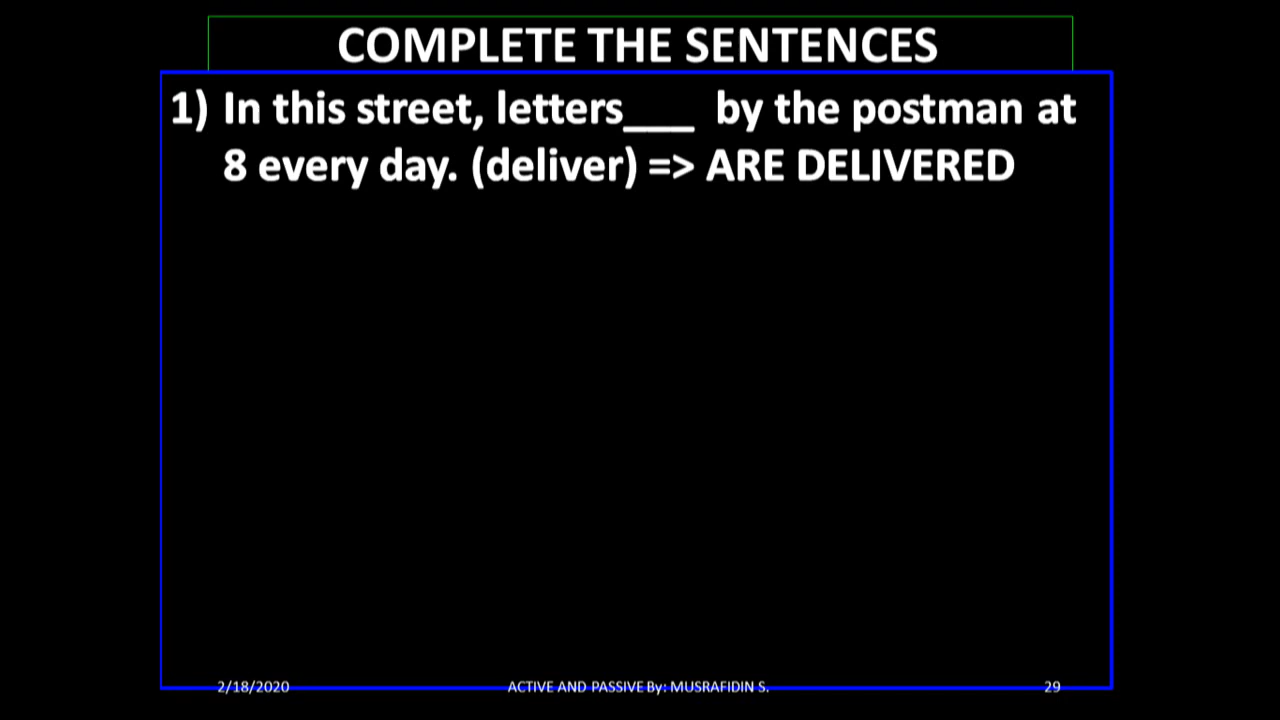 COMPLETE THE SENTENCES
1) In this street, letters___ by the postman at
8 every day. (deliver) => ARE DELIVERED
2/18/2020 ACTIVE AND PASSIVE By: MUSRAFIDIN S. 29